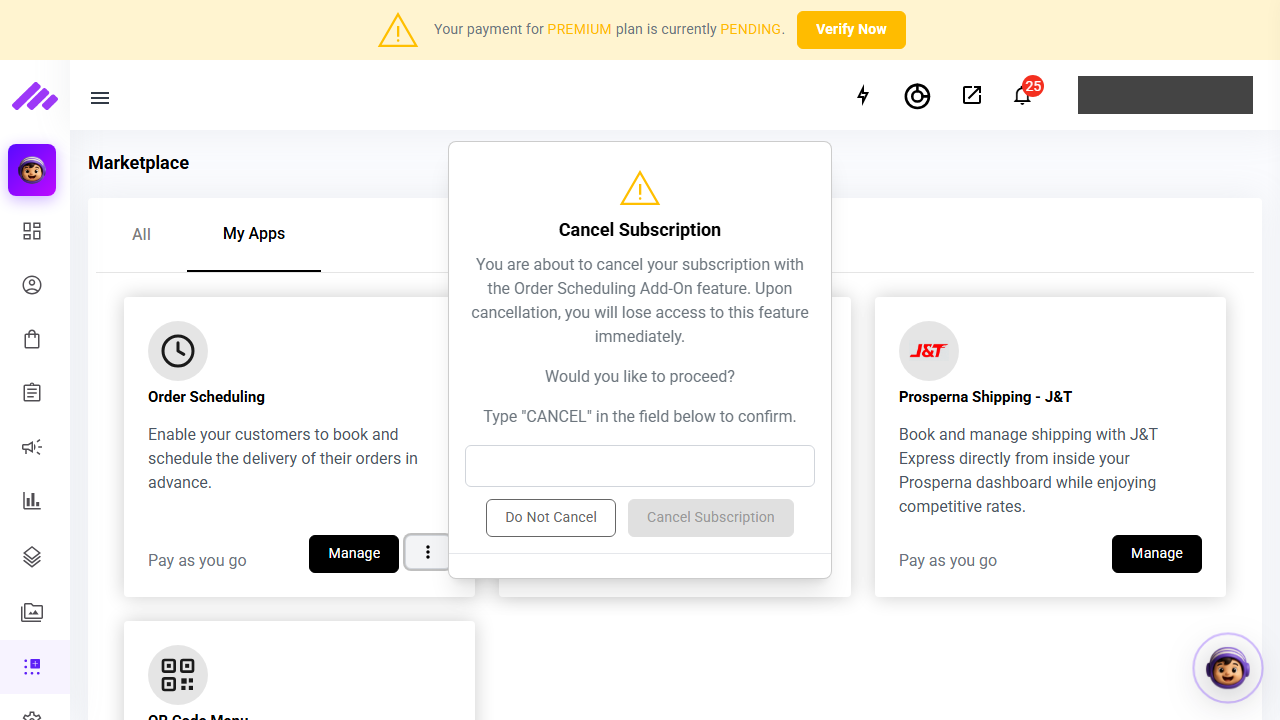 Your payment for PREMIUM plan is currently PENDING.
Verify Now
25
Marketplace
All
My Apps
Cancel Subscription
You are about to cancel your subscription with
the Order Scheduling Add-On feature. Upon
cancellation, you will lose access to this feature
immediately.
Would you like to proceed?
Type "CANCEL" in the field below to confirm.
Do Not Cancel
Cancel Subscription
Order Scheduling
Enable your customers to book and
schedule the delivery of their orders in
advance.
Pay as you go
Manage
J&T
Prosperna Shipping - J&T
Book and manage shipping with J&T
Express directly from inside your
Prosperna dashboard while enjoying
competitive rates.
Pay as you go
Manage
QR Code Menu